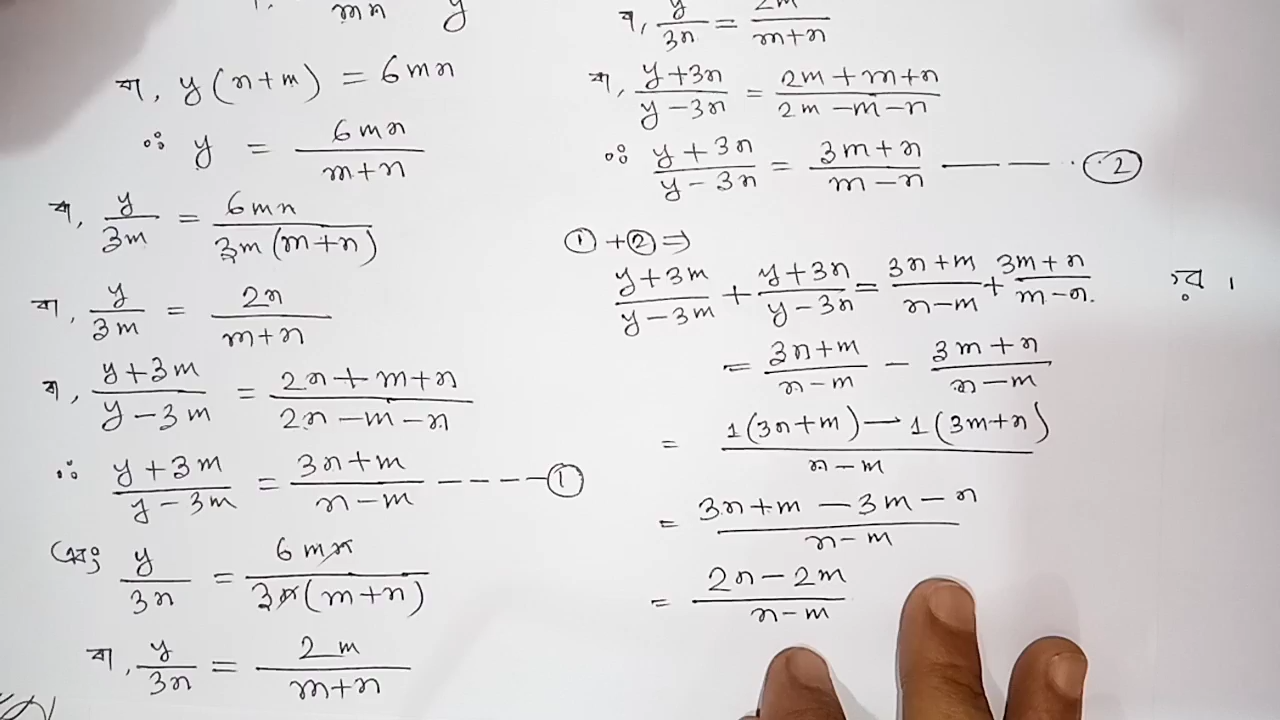 mn y
বা, y(n+m) = 6mn
∴ y = 6mn/(m+n)
বা, y/3m = 6mn/3m(m+n)
বা, y/3m = 2n/(m+n)
বা, (y+3m)/(y-3m) = (2n+m+n)/(2n-m-n)
∴ (y+3m)/(y-3m) = (3n+m)/(n-m) ----①
এবং y/3n = 6mn/3n(m+n)
বা, y/3n = 2m/(m+n)
বা, y/3n = 2m/(m+n)
বা, (y+3n)/(y-3n) = (2m+m+n)/(2m-m-n)
∴ (y+3n)/(y-3n) = (3m+n)/(m-n) —— ②
①+②⇒
(y+3m)/(y-3m) + (y+3n)/(y-3n) = (3n+m)/(n-m) + (3m+n)/(m-n)
= (3n+m)/(n-m) - (3m+n)/(n-m)
= (1(3n+m) - 1(3m+n))/(n-m)
= (3n+m-3m-n)/(n-m)
= (2n-2m)/(n-m)